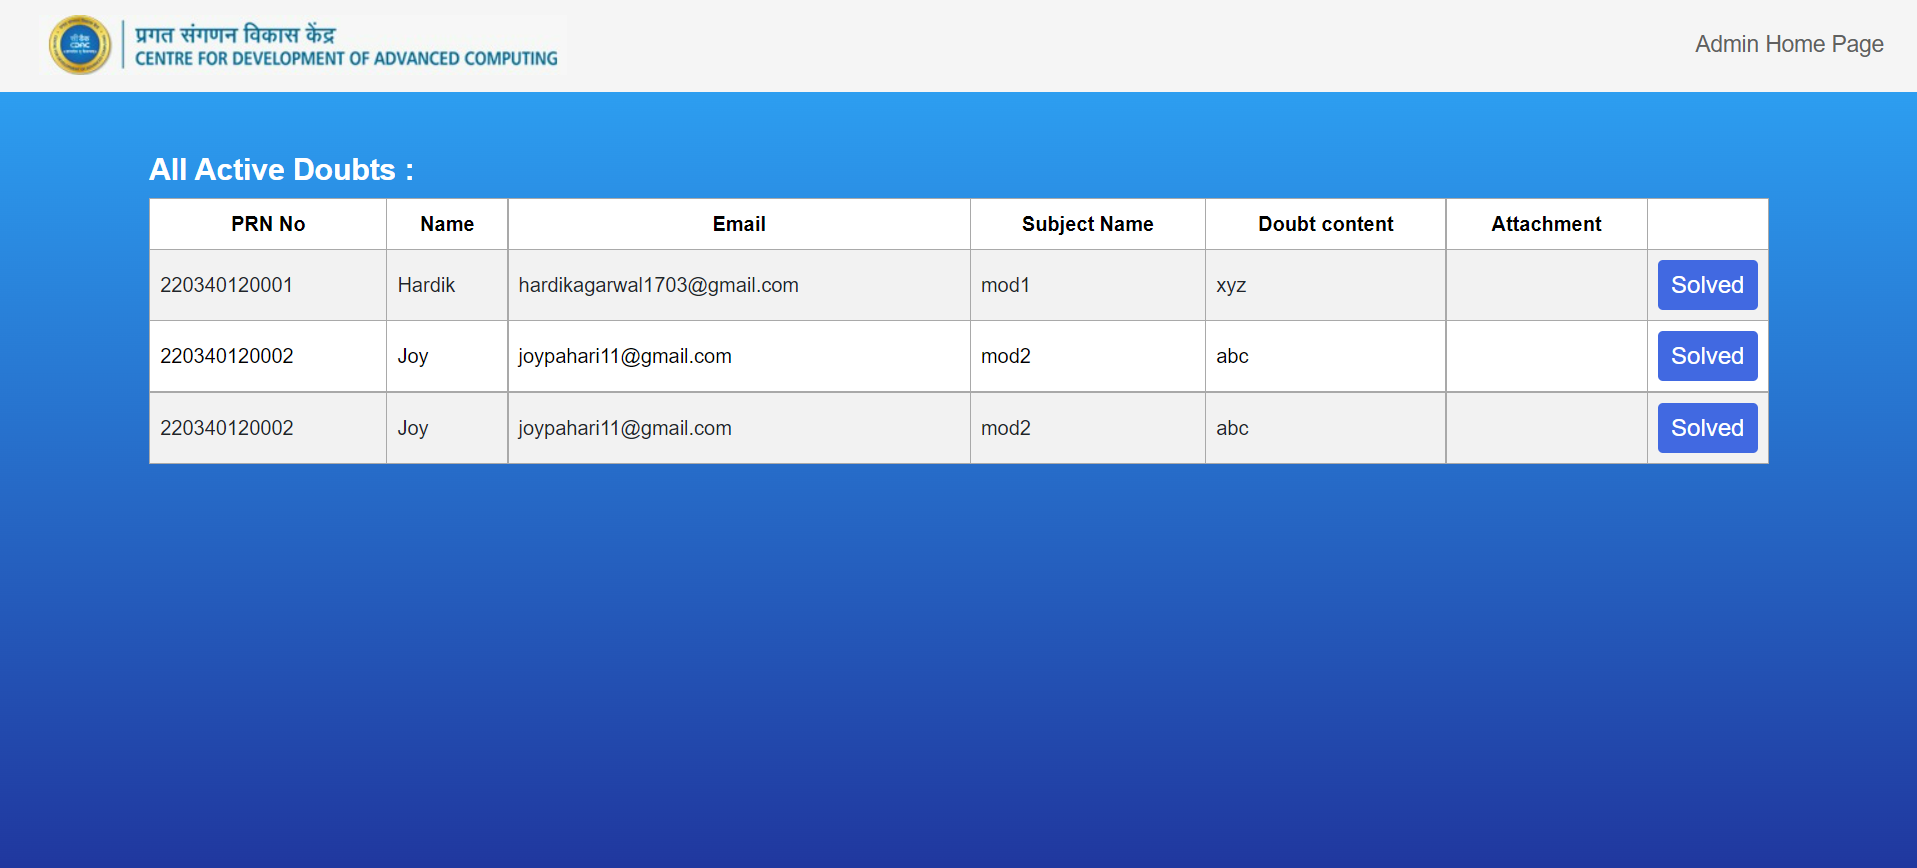 प्रगत संगणन विकास केंद्र
CENTRE FOR DEVELOPMENT OF ADVANCED COMPUTING
Admin Home Page
All Active Doubts :
PRN No Name Email Subject Name Doubt content Attachment
220340120001 Hardik hardikagarwal1703@gmail.com mod1 xyz Solved
220340120002 Joy joypahari11@gmail.com mod2 abc Solved
220340120002 Joy joypahari11@gmail.com mod2 abc Solved